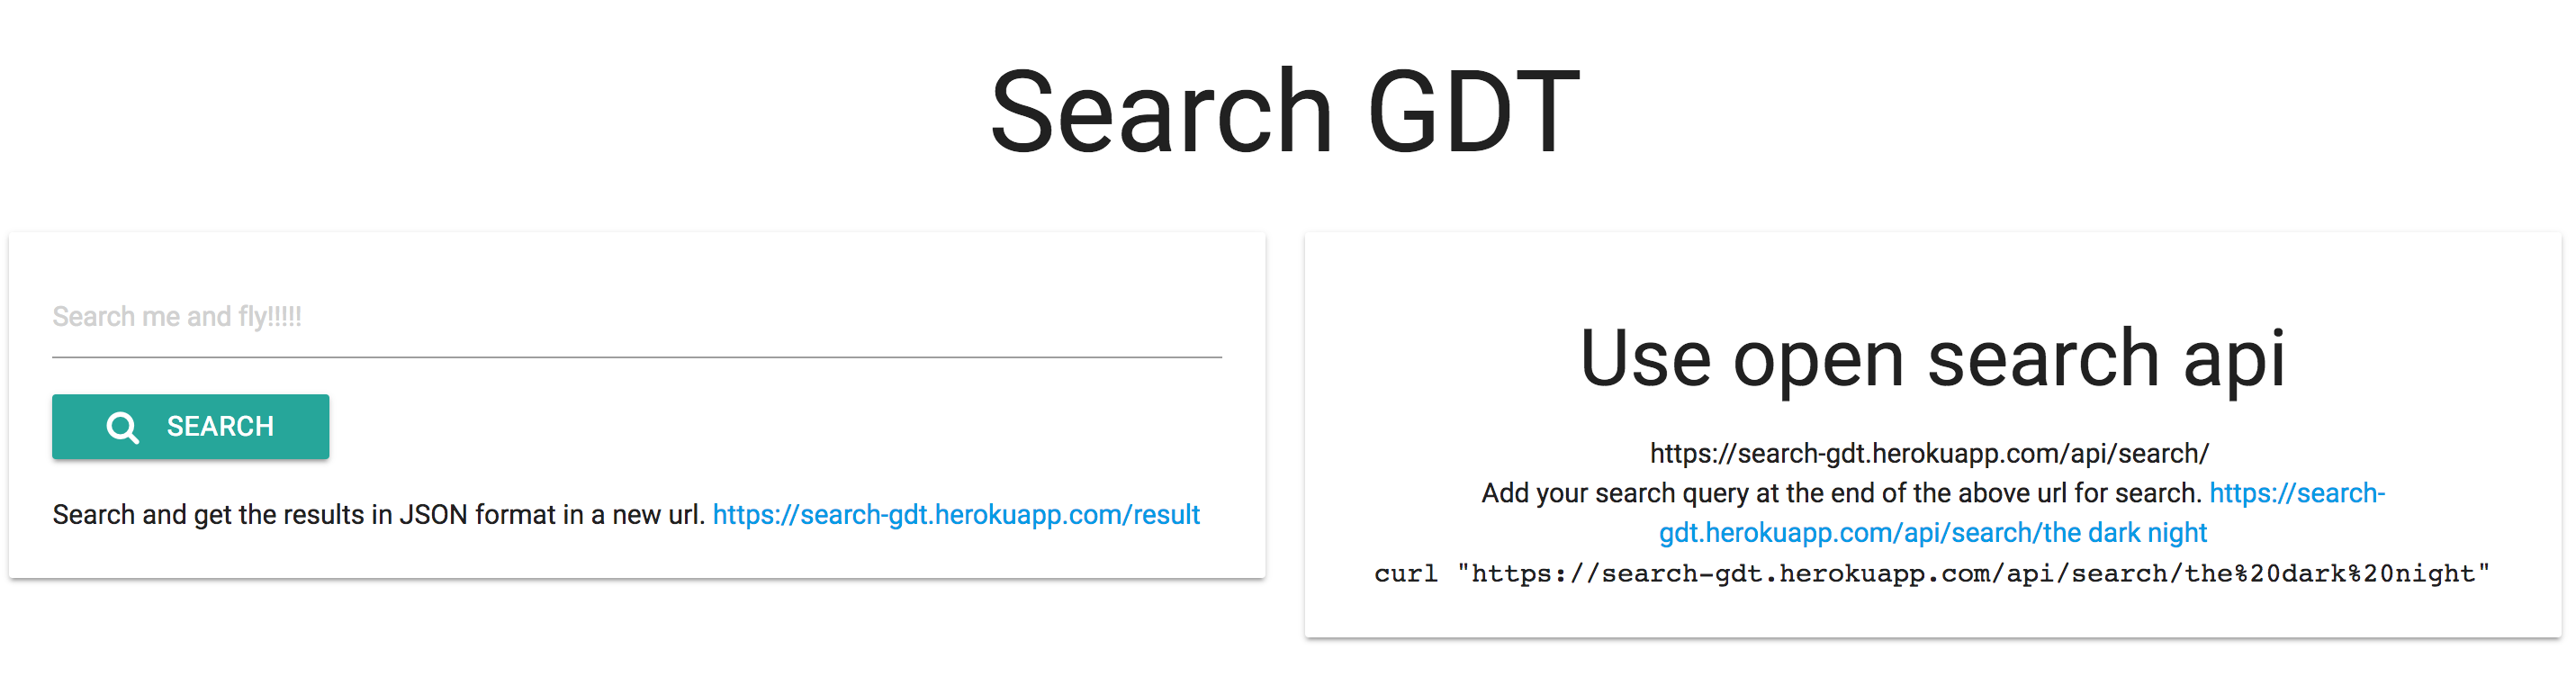 Search GDT
Search me and fly!!!!!
SEARCH
Search and get the results in JSON format in a new url. https://search-gdt.herokuapp.com/result
Use open search api
https://search-gdt.herokuapp.com/api/search/
Add your search query at the end of the above url for search. https://search-
gdt.herokuapp.com/api/search/the dark night
curl "https://search-gdt.herokuapp.com/api/search/the%20dark%20night"